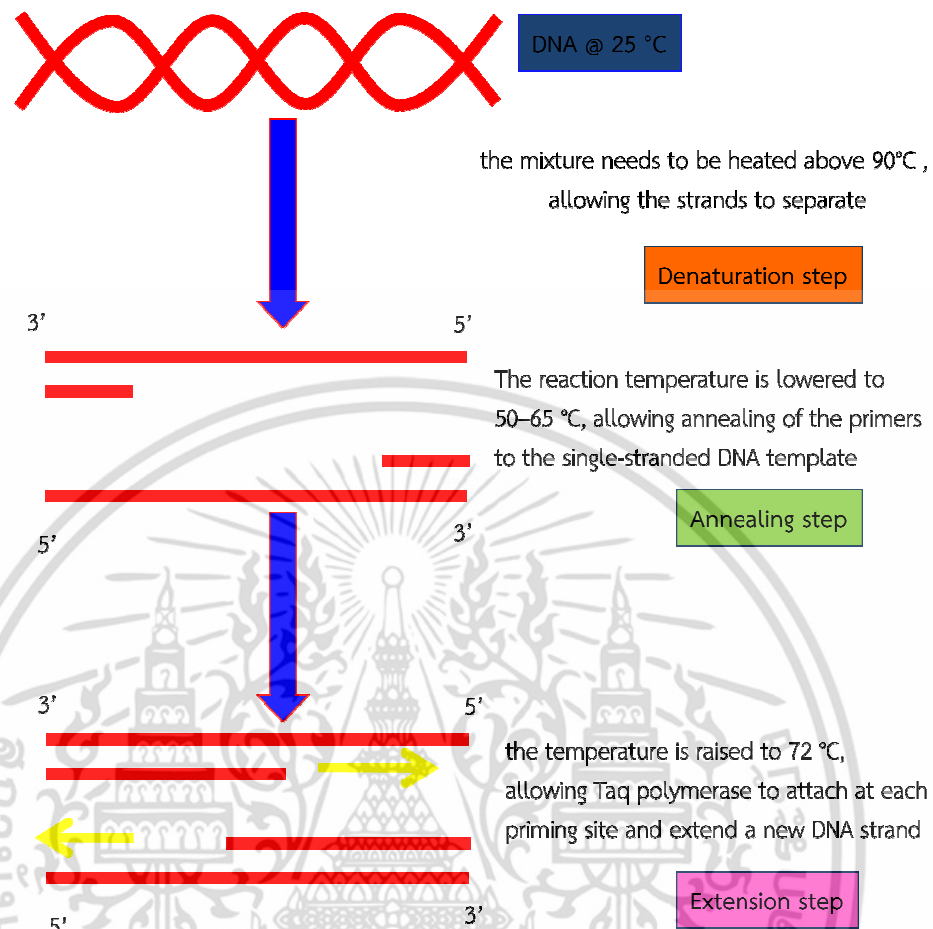 DNA @ 25 °C
the mixture needs to be heated above 90°C ,
allowing the strands to separate
Denaturation step
3’ 5’
The reaction temperature is lowered to
50–65 °C, allowing annealing of the primers
to the single-stranded DNA template
Annealing step
5’ 3’
3’ 5’
the temperature is raised to 72 °C,
allowing Taq polymerase to attach at each
priming site and extend a new DNA strand
Extension step
5’ 3’